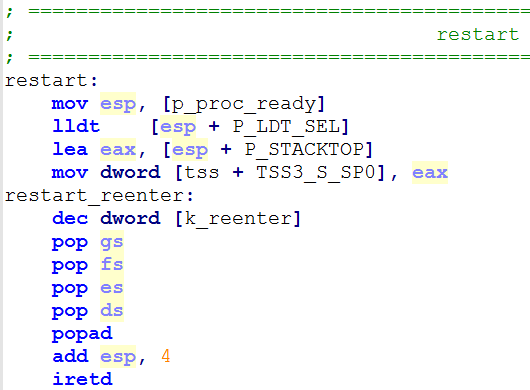 ; ==========================================
;                                  restart
; ==========================================
restart:
    mov esp, [p_proc_ready]
    lldt    [esp + P_LDT_SEL]
    lea eax, [esp + P_STACKTOP]
    mov dword [tss + TSS3_S_SP0], eax
restart_reenter:
    dec dword [k_reenter]
    pop gs
    pop fs
    pop es
    pop ds
    popad
    add esp, 4
    iretd